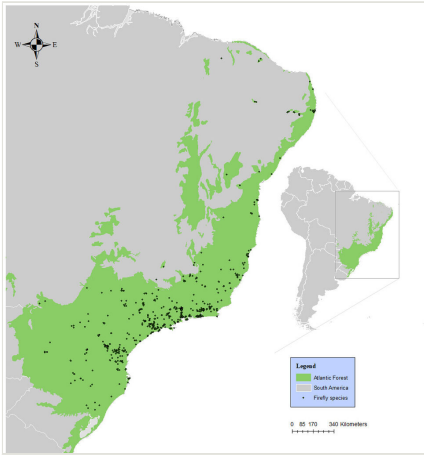 N
W E
S
Legend
Atlantic Forest
South America
Firefly species
0 85 170 340 Kilometers